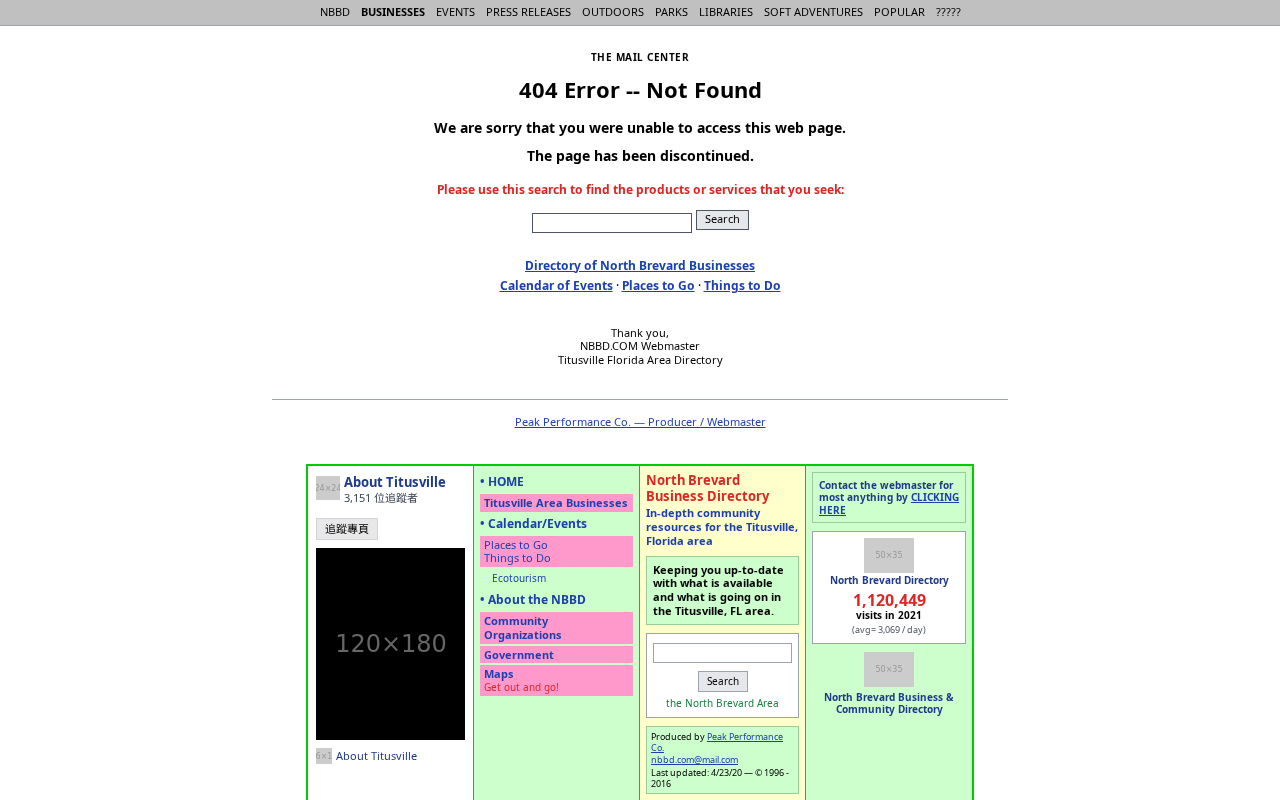 NBBD BUSINESSES EVENTS PRESS RELEASES OUTDOORS PARKS LIBRARIES SOFT ADVENTURES POPULAR ?????
THE MAIL CENTER
404 Error -- Not Found
We are sorry that you were unable to access this web page.
The page has been discontinued.
Please use this search to find the products or services that you seek:
Search
Directory of North Brevard Businesses
Calendar of Events · Places to Go · Things to Do
Thank you,
NBBD.COM Webmaster
Titusville Florida Area Directory
Peak Performance Co. — Producer / Webmaster
24×24
About Titusville
3,151 位追蹤者
追蹤專頁
120×180
About Titusville
• HOME
Titusville Area Businesses
• Calendar/Events
Places to Go
Things to Do
Ecotourism
• About the NBBD
Community
Organizations
Government
Maps
Get out and go!
North Brevard
Business Directory
In-depth community
resources for the Titusville,
Florida area
Keeping you up-to-date
with what is available
and what is going on in
the Titusville, FL area.
Search
the North Brevard Area
Produced by Peak Performance
Co.
nbbd.com@mail.com
Last updated: 4/23/20 — © 1996 -
2016
Contact the webmaster for
most anything by CLICKING
HERE
50×35
North Brevard Directory
1,120,449
visits in 2021
(avg= 3,069 / day)
50×35
North Brevard Business &
Community Directory